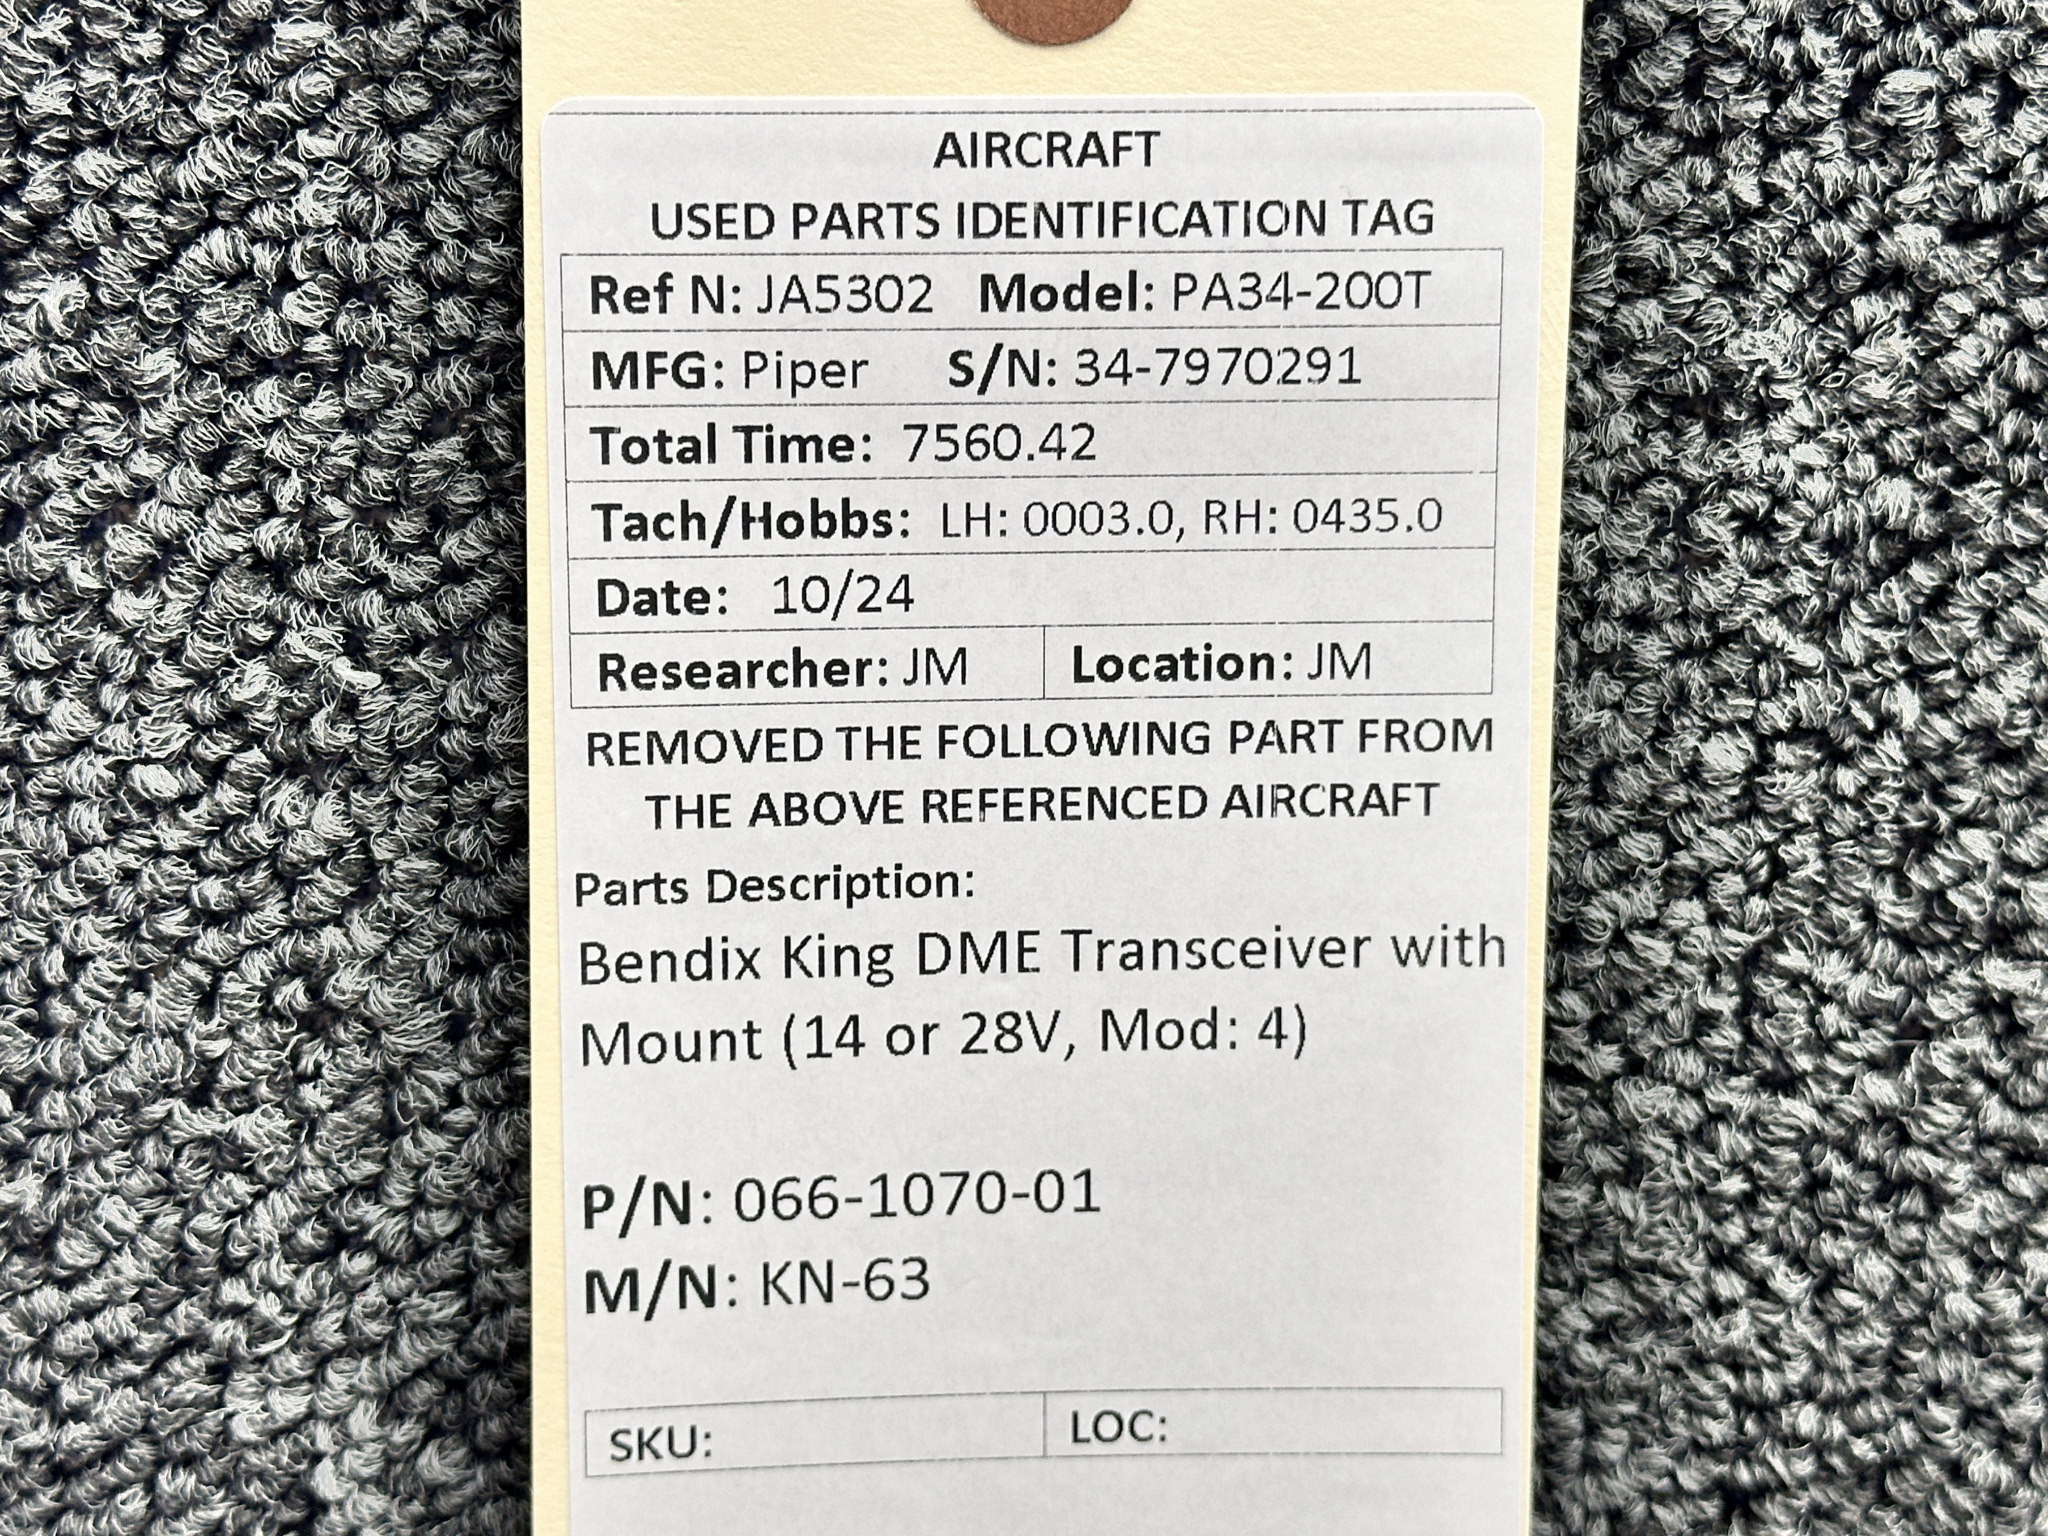 AIRCRAFT
USED PARTS IDENTIFICATION TAG
Ref N: JA5302 Model: PA34-200T
MFG: Piper S/N: 34-7970291
Total Time: 7560.42
Tach/Hobbs: LH: 0003.0, RH: 0435.0
Date: 10/24
Researcher: JM Location: JM
REMOVED THE FOLLOWING PART FROM
THE ABOVE REFERENCED AIRCRAFT
Parts Description:
Bendix King DME Transceiver with
Mount (14 or 28V, Mod: 4)
P/N: 066-1070-01
M/N: KN-63
SKU: LOC: